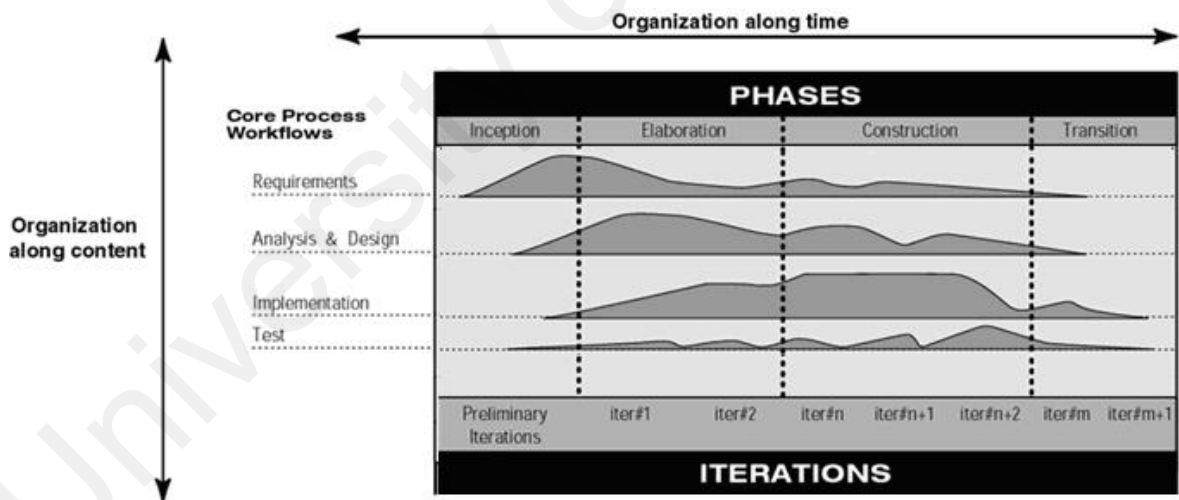 Organization along time
PHASES
Core Process
Workflows
Inception
Elaboration
Construction
Transition
Requirements
Organization
along content
Analysis & Design
Implementation
Test
Preliminary
Iterations
iter#1
iter#2
iter#n
iter#n+1
iter#n+2
iter#m
iter#m+1
ITERATIONS
University